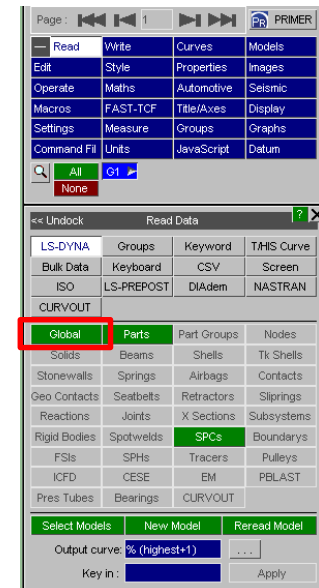 Page : 1 PR PRIMER
Read Write Curves Models
Edit Style Properties Images
Operate Maths Automotive Seismic
Macros FAST-TCF Title/Axes Display
Settings Measure Groups Graphs
Command Fil Units JavaScript Datum
All G1
None
<< Undock Read Data ? X
LS-DYNA Groups Keyword T/HIS Curve
Bulk Data Keyboard CSV Screen
ISO LS-PREPOST DIAdem NASTRAN
CURVOUT
Global Parts Part Groups Nodes
Solids Beams Shells Tk Shells
Stonewalls Springs Airbags Contacts
Geo Contacts Seatbelts Retractors Sliprings
Reactions Joints X Sections Subsystems
Rigid Bodies Spotwelds SPCs Boundarys
FSIs SPHs Tracers Pulleys
ICFD CESE EM PBLAST
Pres Tubes Bearings CURVOUT
Select Models New Model Reread Model
Output curve: % (highest+1) ...
Key in : Apply